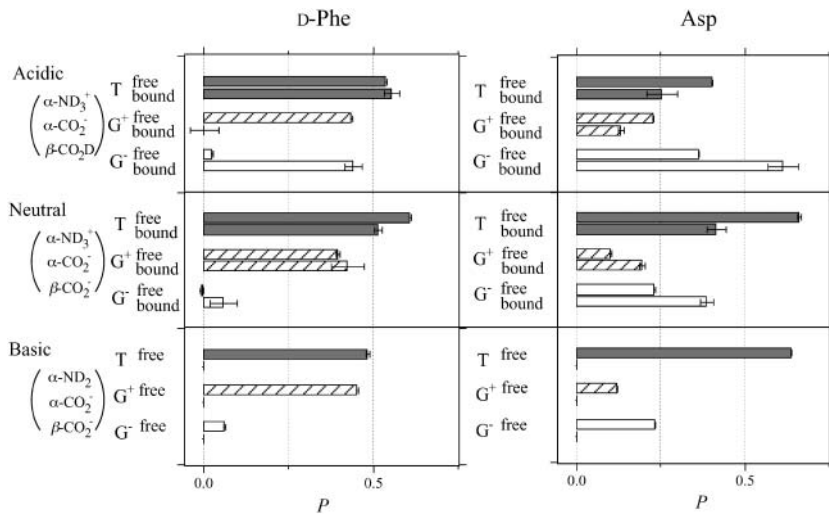 D-Phe Asp
Acidic
α-ND₃⁺
α-CO₂⁻
β-CO₂D
T free
bound
G⁺ free
bound
G⁻ free
bound
T free
bound
G⁺ free
bound
G⁻ free
bound
Neutral
α-ND₃⁺
α-CO₂⁻
β-CO₂⁻
T free
bound
G⁺ free
bound
G⁻ free
bound
T free
bound
G⁺ free
bound
G⁻ free
bound
Basic
α-ND₂
α-CO₂⁻
β-CO₂⁻
T free
G⁺ free
G⁻ free
T free
G⁺ free
G⁻ free
0.0 0.5 0.0 0.5
P P